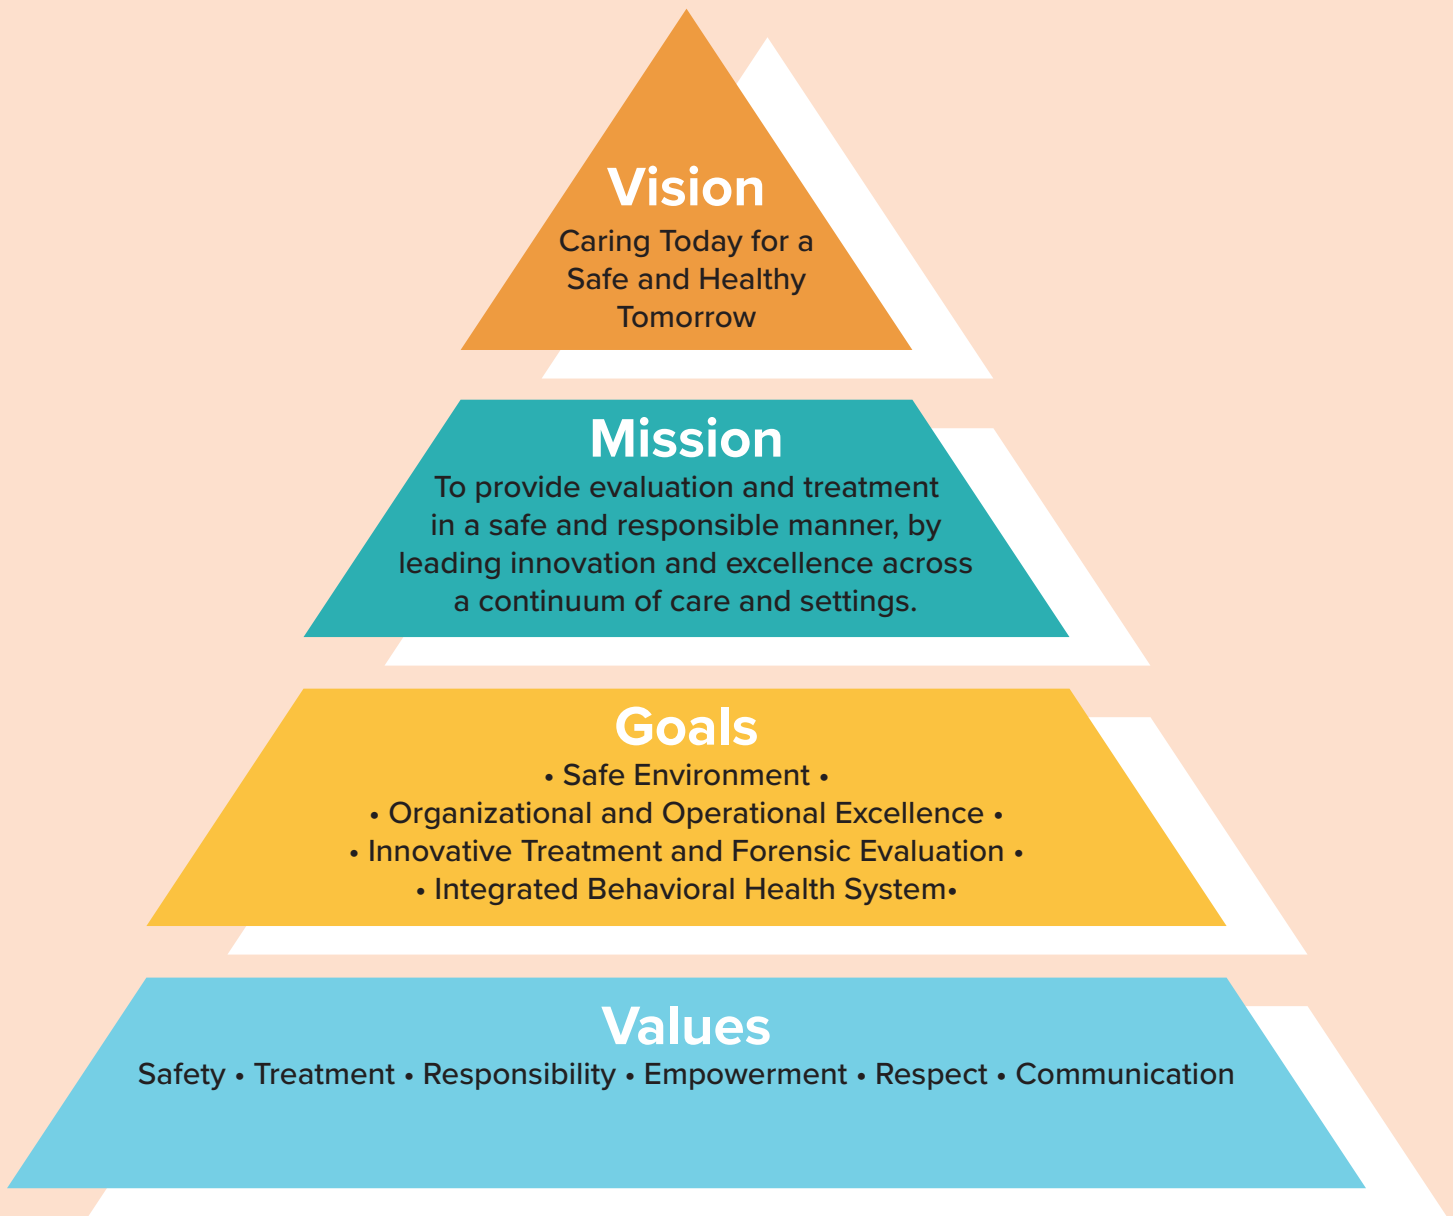 Vision
Caring Today for a
Safe and Healthy
Tomorrow
Mission
To provide evaluation and treatment
in a safe and responsible manner, by
leading innovation and excellence across
a continuum of care and settings.
Goals
• Safe Environment •
• Organizational and Operational Excellence •
• Innovative Treatment and Forensic Evaluation •
• Integrated Behavioral Health System•
Values
Safety • Treatment • Responsibility • Empowerment • Respect • Communication